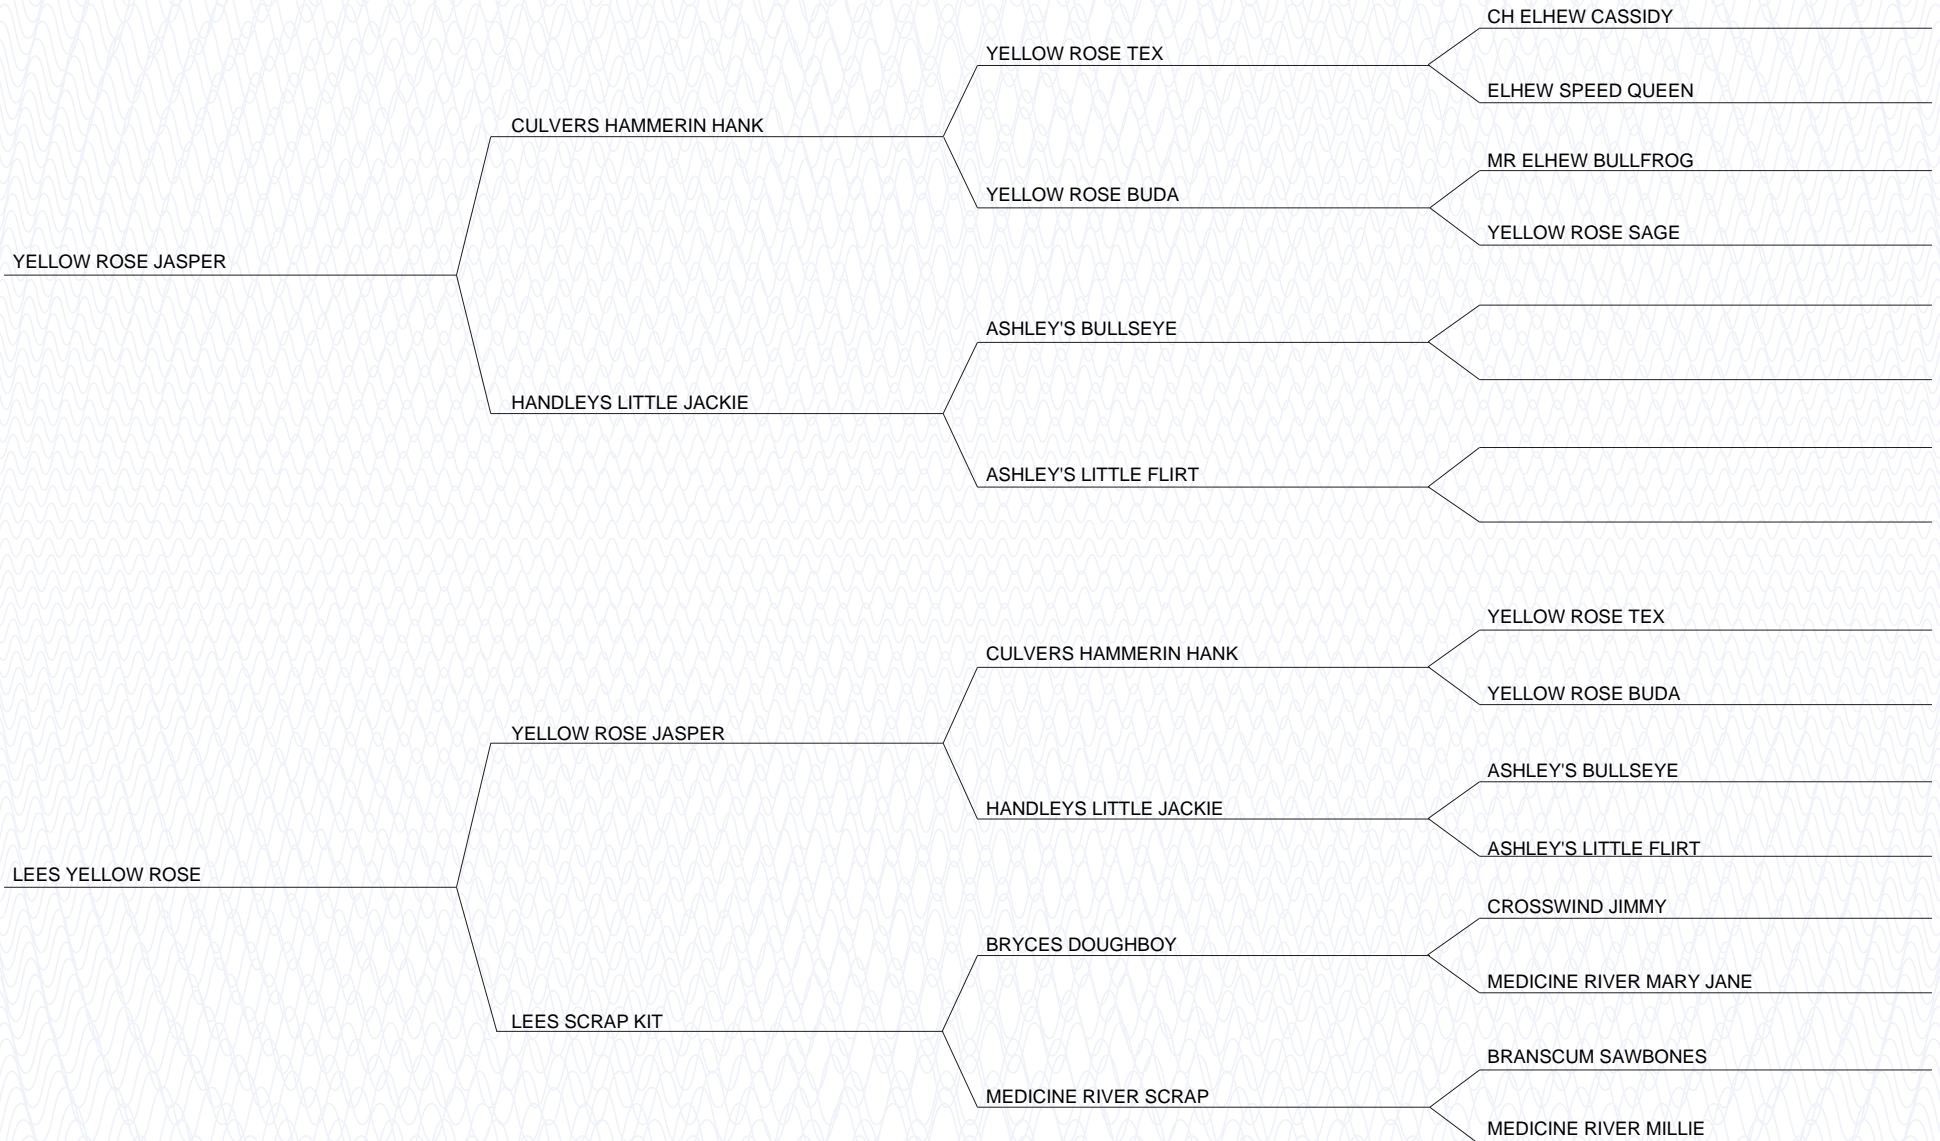 CH ELHEW CASSIDY
YELLOW ROSE TEX
ELHEW SPEED QUEEN
CULVERS HAMMERIN HANK
MR ELHEW BULLFROG
YELLOW ROSE BUDA
YELLOW ROSE SAGE
YELLOW ROSE JASPER
ASHLEY'S BULLSEYE
HANDLEYS LITTLE JACKIE
ASHLEY'S LITTLE FLIRT
YELLOW ROSE TEX
CULVERS HAMMERIN HANK
YELLOW ROSE BUDA
YELLOW ROSE JASPER
ASHLEY'S BULLSEYE
HANDLEYS LITTLE JACKIE
ASHLEY'S LITTLE FLIRT
LEES YELLOW ROSE
CROSSWIND JIMMY
BRYCES DOUGHBOY
MEDICINE RIVER MARY JANE
LEES SCRAP KIT
BRANSCUM SAWBONES
MEDICINE RIVER SCRAP
MEDICINE RIVER MILLIE